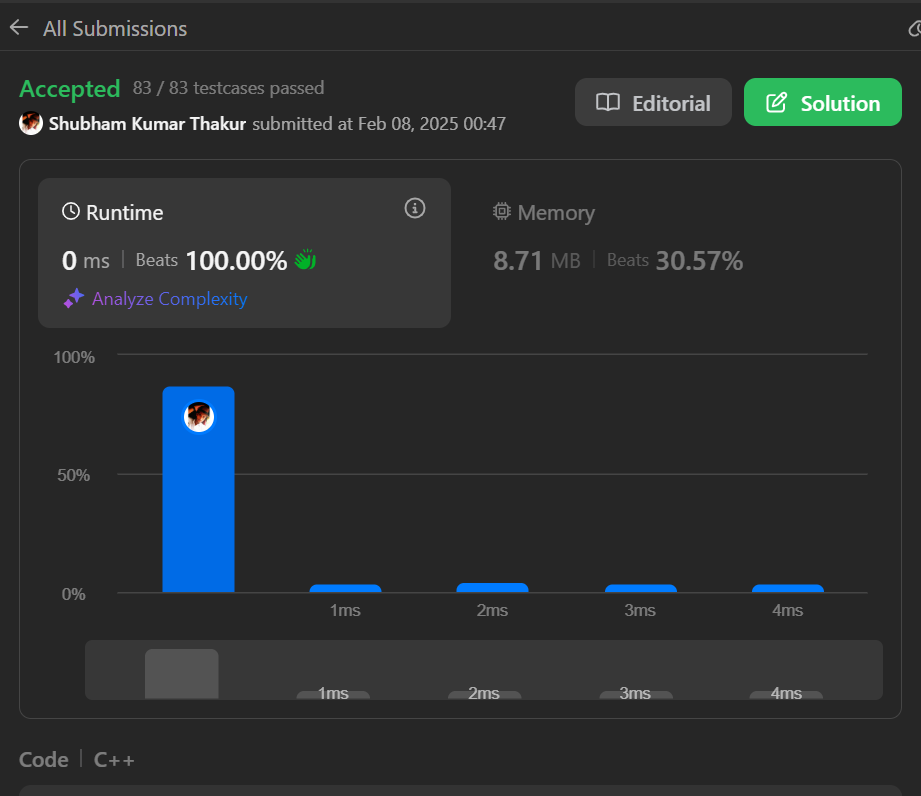 All Submissions
Accepted 83 / 83 testcases passed
Shubham Kumar Thakur submitted at Feb 08, 2025 00:47
Editorial
Solution
Runtime
0 ms Beats 100.00%
Analyze Complexity
Memory
8.71 MB Beats 30.57%
100%
50%
0%
1ms 2ms 3ms 4ms
1ms 2ms 3ms 4ms
Code C++